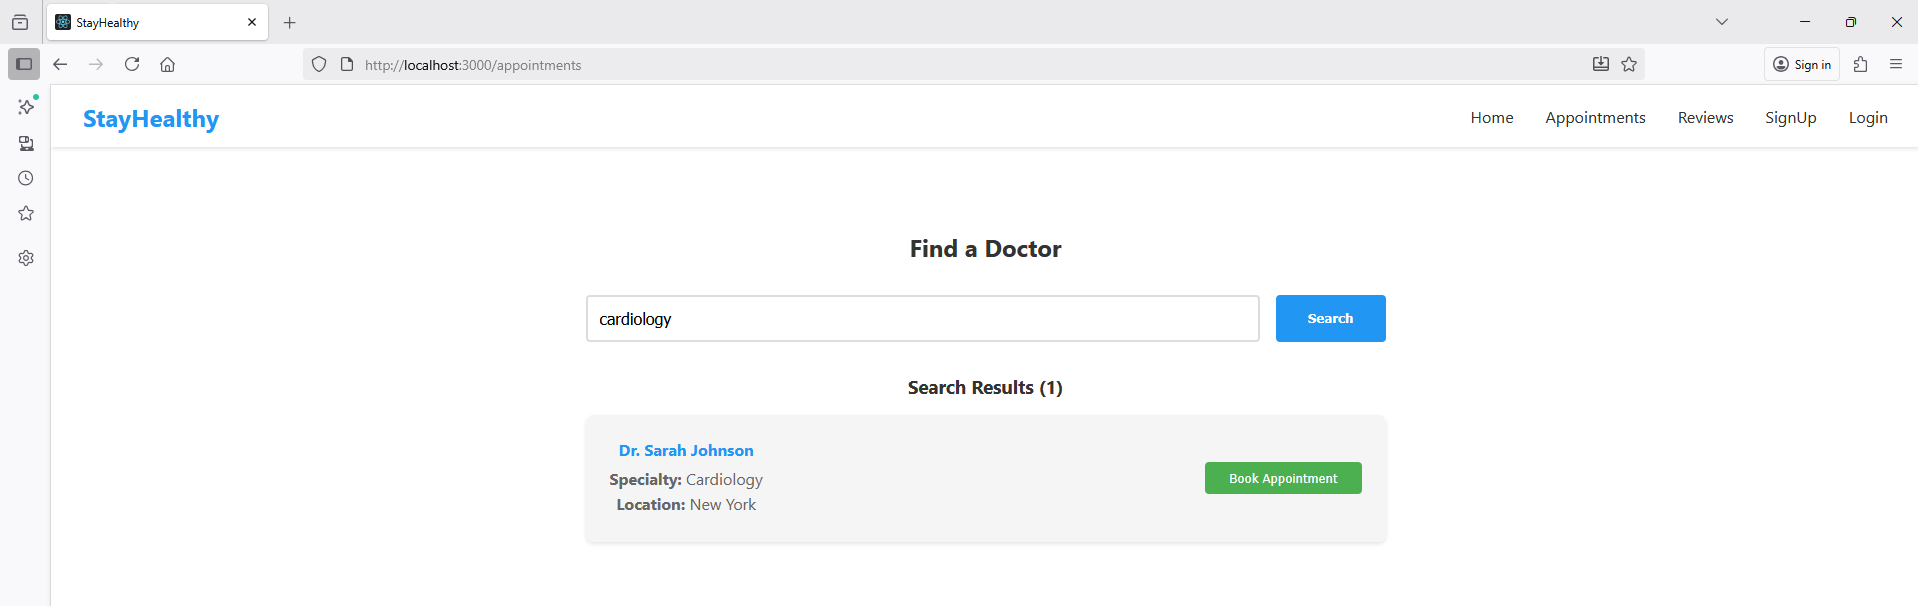 StayHealthy
http://localhost:3000/appointments
Sign in
StayHealthy
Home Appointments Reviews SignUp Login
Find a Doctor
cardiology
Search
Search Results (1)
Dr. Sarah Johnson
Specialty: Cardiology
Location: New York
Book Appointment